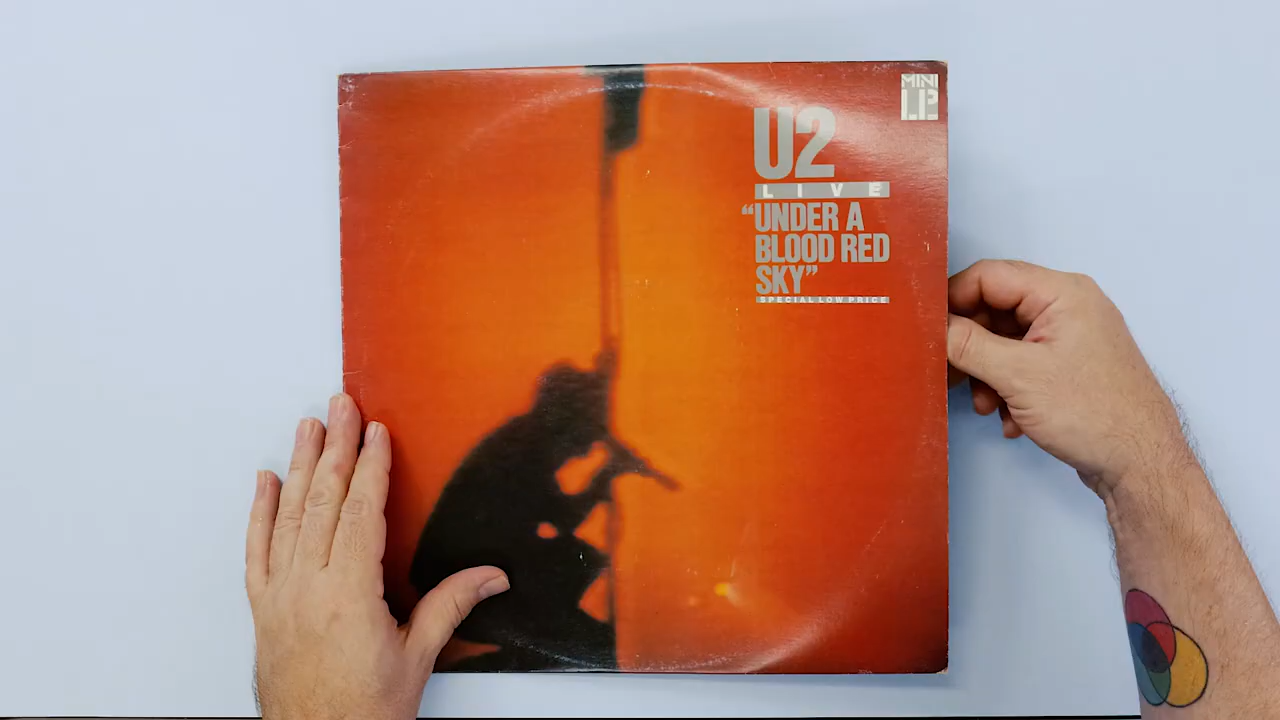 MINI
LP
U2
LIVE
“UNDER A
BLOOD RED
SKY”
SPECIAL LOW PRICE